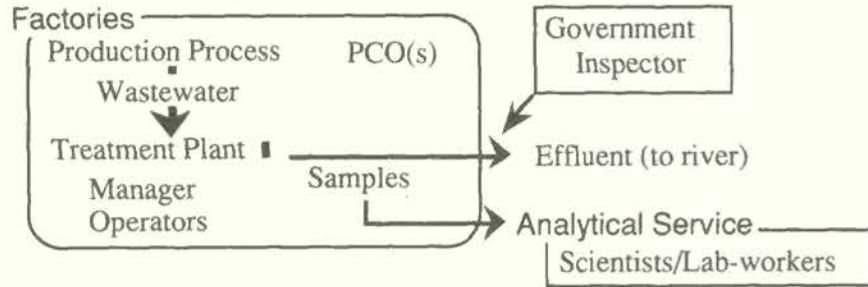 Factories
Production Process
PCO(s)
Government
Inspector
Wastewater
Treatment Plant
Effluent (to river)
Samples
Manager
Operators
Analytical Service
Scientists/Lab-workers